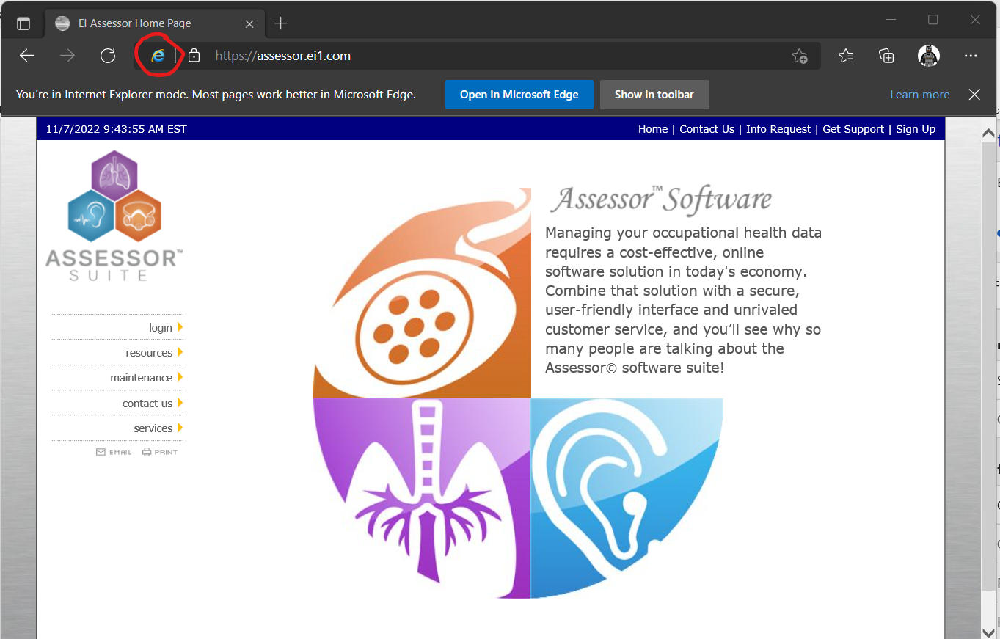 EI Assessor Home Page
https://assessor.ei1.com
You're in Internet Explorer mode. Most pages work better in Microsoft Edge.
Open in Microsoft Edge
Show in toolbar
Learn more
11/7/2022 9:43:55 AM EST
Home | Contact Us | Info Request | Get Support | Sign Up
ASSESSOR™
SUITE
login
resources
maintenance
contact us
services
EMAIL
PRINT
Assessor™ Software
Managing your occupational health data
requires a cost-effective, online
software solution in today's economy.
Combine that solution with a secure,
user-friendly interface and unrivaled
customer service, and you’ll see why so
many people are talking about the
Assessor© software suite!